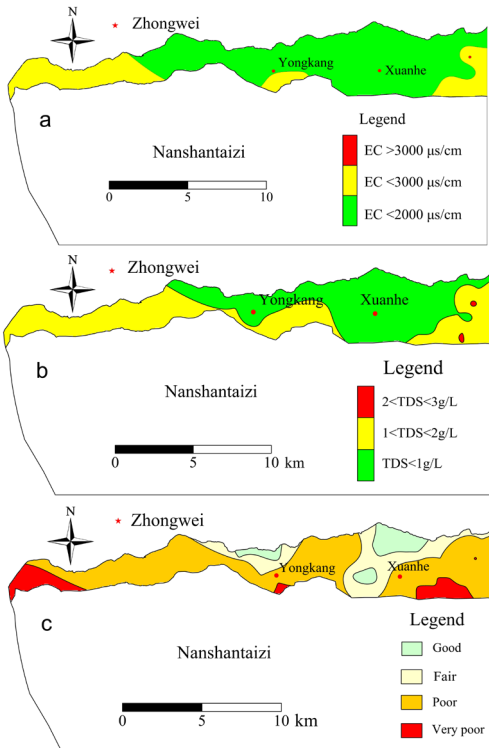 N
Zhongwei
Yongkang
Xuanhe
a
Legend
Nanshantaizi
EC >3000 μs/cm
0 5 10
EC <3000 μs/cm
EC <2000 μs/cm
N
Zhongwei
Yongkang
Xuanhe
b
Legend
Nanshantaizi
2<TDS<3g/L
1<TDS<2g/L
0 5 10 km
TDS<1g/L
N
Zhongwei
Yongkang
Xuanhe
c
Legend
Good
Nanshantaizi
Fair
Poor
0 5 10 km
Very poor